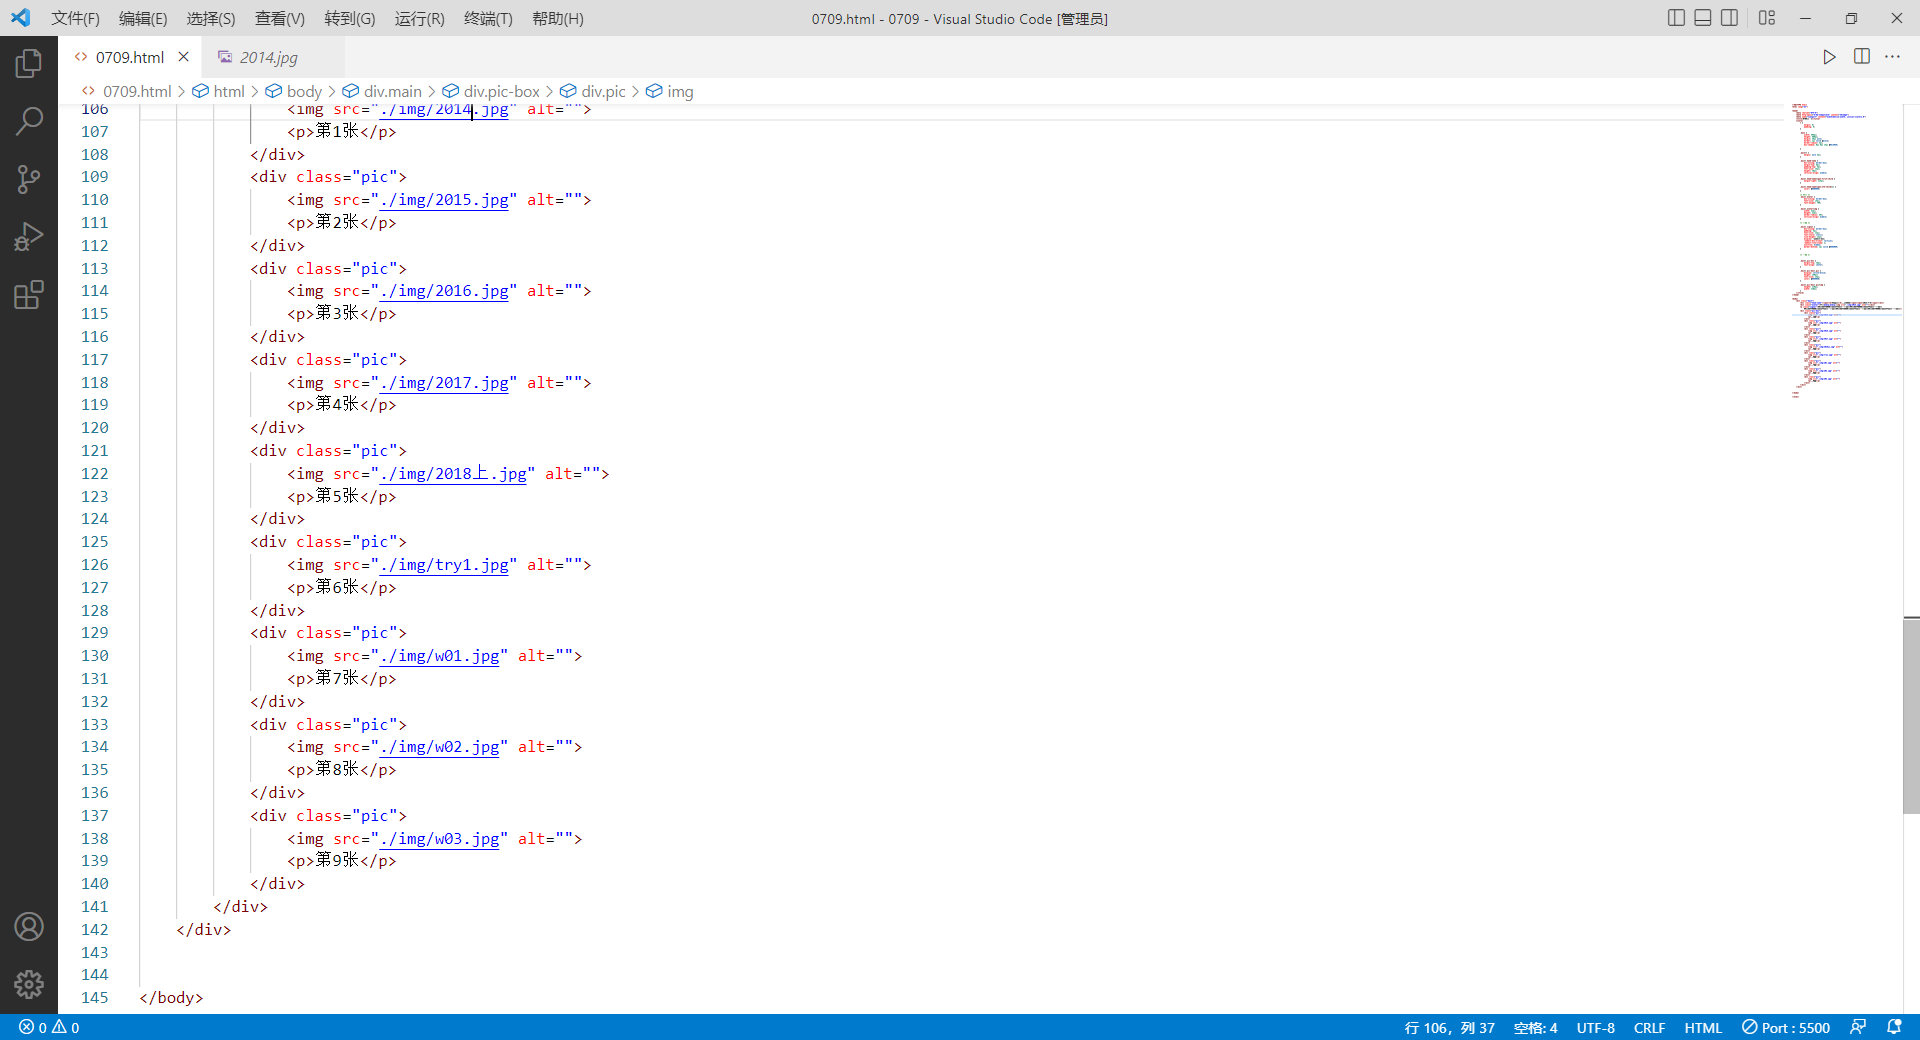 文件(F) 编辑(E) 选择(S) 查看(V) 转到(G) 运行(R) 终端(T) 帮助(H) 0709.html - 0709 - Visual Studio Code [管理员]
0709.html 2014.jpg
0709.html > html > body > div.main > div.pic-box > div.pic > img
106 <img src="./img/2014.jpg" alt="">
107 <p>第1张</p>
108 </div>
109 <div class="pic">
110 <img src="./img/2015.jpg" alt="">
111 <p>第2张</p>
112 </div>
113 <div class="pic">
114 <img src="./img/2016.jpg" alt="">
115 <p>第3张</p>
116 </div>
117 <div class="pic">
118 <img src="./img/2017.jpg" alt="">
119 <p>第4张</p>
120 </div>
121 <div class="pic">
122 <img src="./img/2018上.jpg" alt="">
123 <p>第5张</p>
124 </div>
125 <div class="pic">
126 <img src="./img/try1.jpg" alt="">
127 <p>第6张</p>
128 </div>
129 <div class="pic">
130 <img src="./img/w01.jpg" alt="">
131 <p>第7张</p>
132 </div>
133 <div class="pic">
134 <img src="./img/w02.jpg" alt="">
135 <p>第8张</p>
136 </div>
137 <div class="pic">
138 <img src="./img/w03.jpg" alt="">
139 <p>第9张</p>
140 </div>
141 </div>
142 </div>
143
144
145 </body>
0 0 行 106，列 37 空格: 4 UTF-8 CRLF HTML Port : 5500